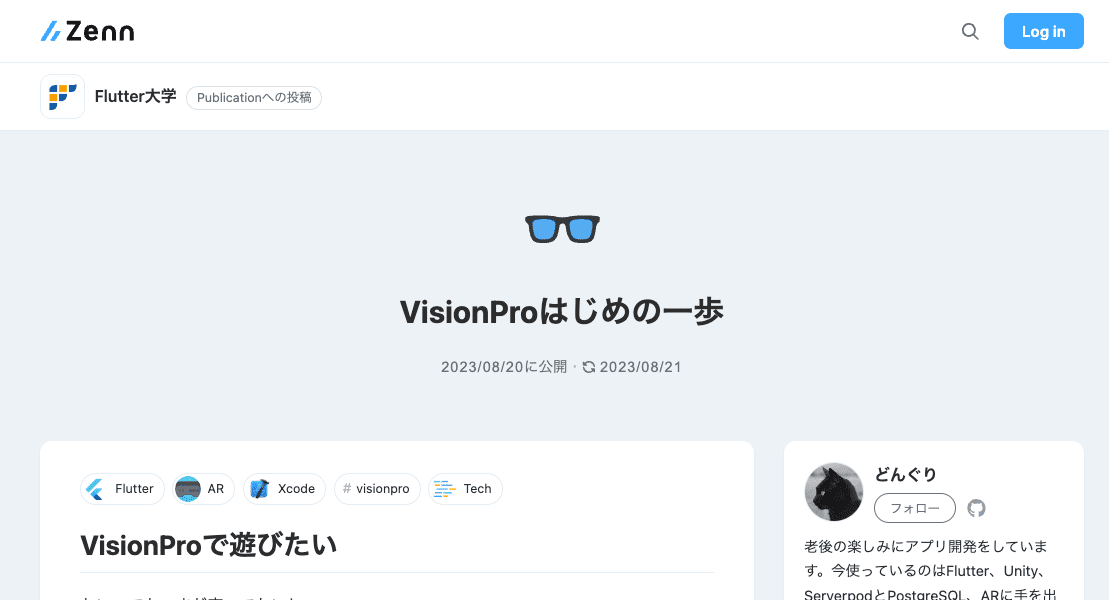 Zenn
Log in
Flutter大学
Publicationへの投稿
VisionProはじめの一歩
2023/08/20に公開 · 2023/08/21
Flutter
AR
Xcode
# visionpro
Tech
VisionProで遊びたい
どんぐり
フォロー
老後の楽しみにアプリ開発をしていま
す。今使っているのはFlutter、Unity、
ServerpodとPostgreSQL、ARに手を出